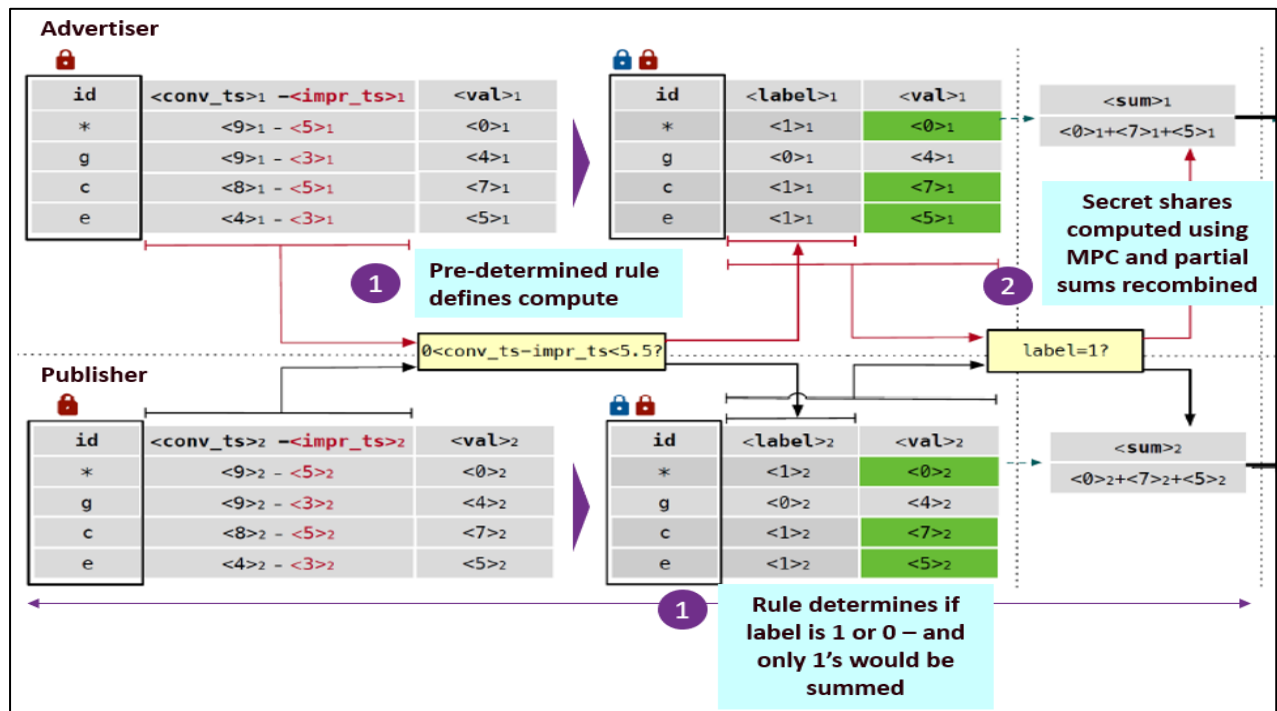 Advertiser
id <conv_ts>1 -<impr_ts>1 <val>1
* <9>1 - <5>1 <0>1
g <9>1 - <3>1 <4>1
c <8>1 - <5>1 <7>1
e <4>1 - <3>1 <5>1
id <label>1 <val>1
* <1>1 <0>1
g <0>1 <4>1
c <1>1 <7>1
e <1>1 <5>1
<sum>1
<0>1+<7>1+<5>1
1
Pre-determined rule
defines compute
2
Secret shares
computed using
MPC and partial
sums recombined
0<conv_ts-impr_ts<5.5?
label=1?
Publisher
id <conv_ts>2 -<impr_ts>2 <val>2
* <9>2 - <5>2 <0>2
g <9>2 - <3>2 <4>2
c <8>2 - <5>2 <7>2
e <4>2 - <3>2 <5>2
id <label>2 <val>2
* <1>2 <0>2
g <0>2 <4>2
c <1>2 <7>2
e <1>2 <5>2
<sum>2
<0>2+<7>2+<5>2
1
Rule determines if
label is 1 or 0 – and
only 1's would be
summed